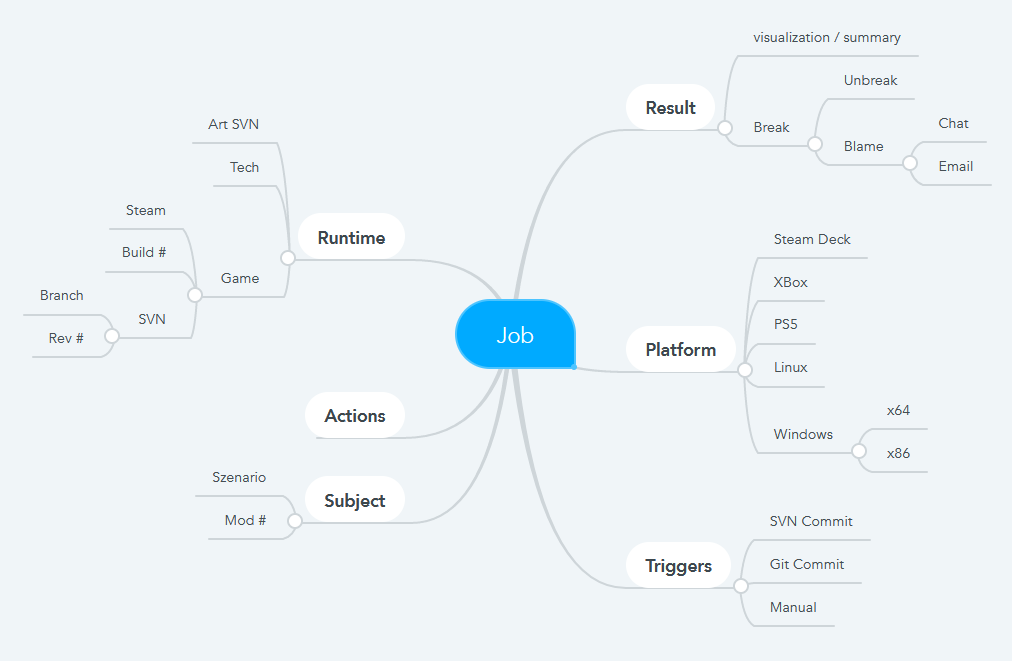 Job
Result
visualization / summary
Break
Unbreak
Blame
Chat
Email
Platform
Steam Deck
XBox
PS5
Linux
Windows
x64
x86
Triggers
SVN Commit
Git Commit
Manual
Runtime
Art SVN
Tech
Game
Steam
Build #
SVN
Branch
Rev #
Actions
Subject
Szenario
Mod #